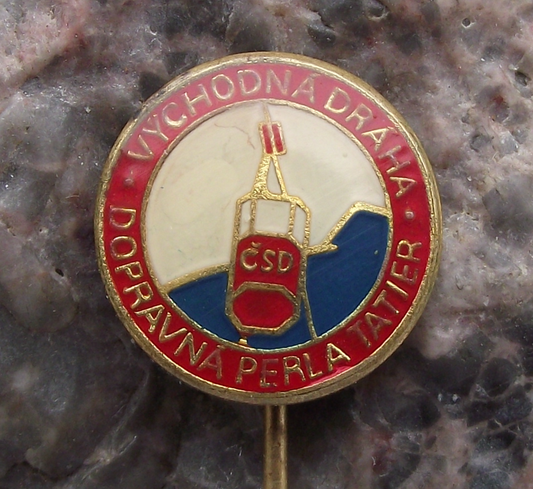 VÝCHODNÁ DRÁHA
ČSD
DOPRAVNÁ PERLA TATIER